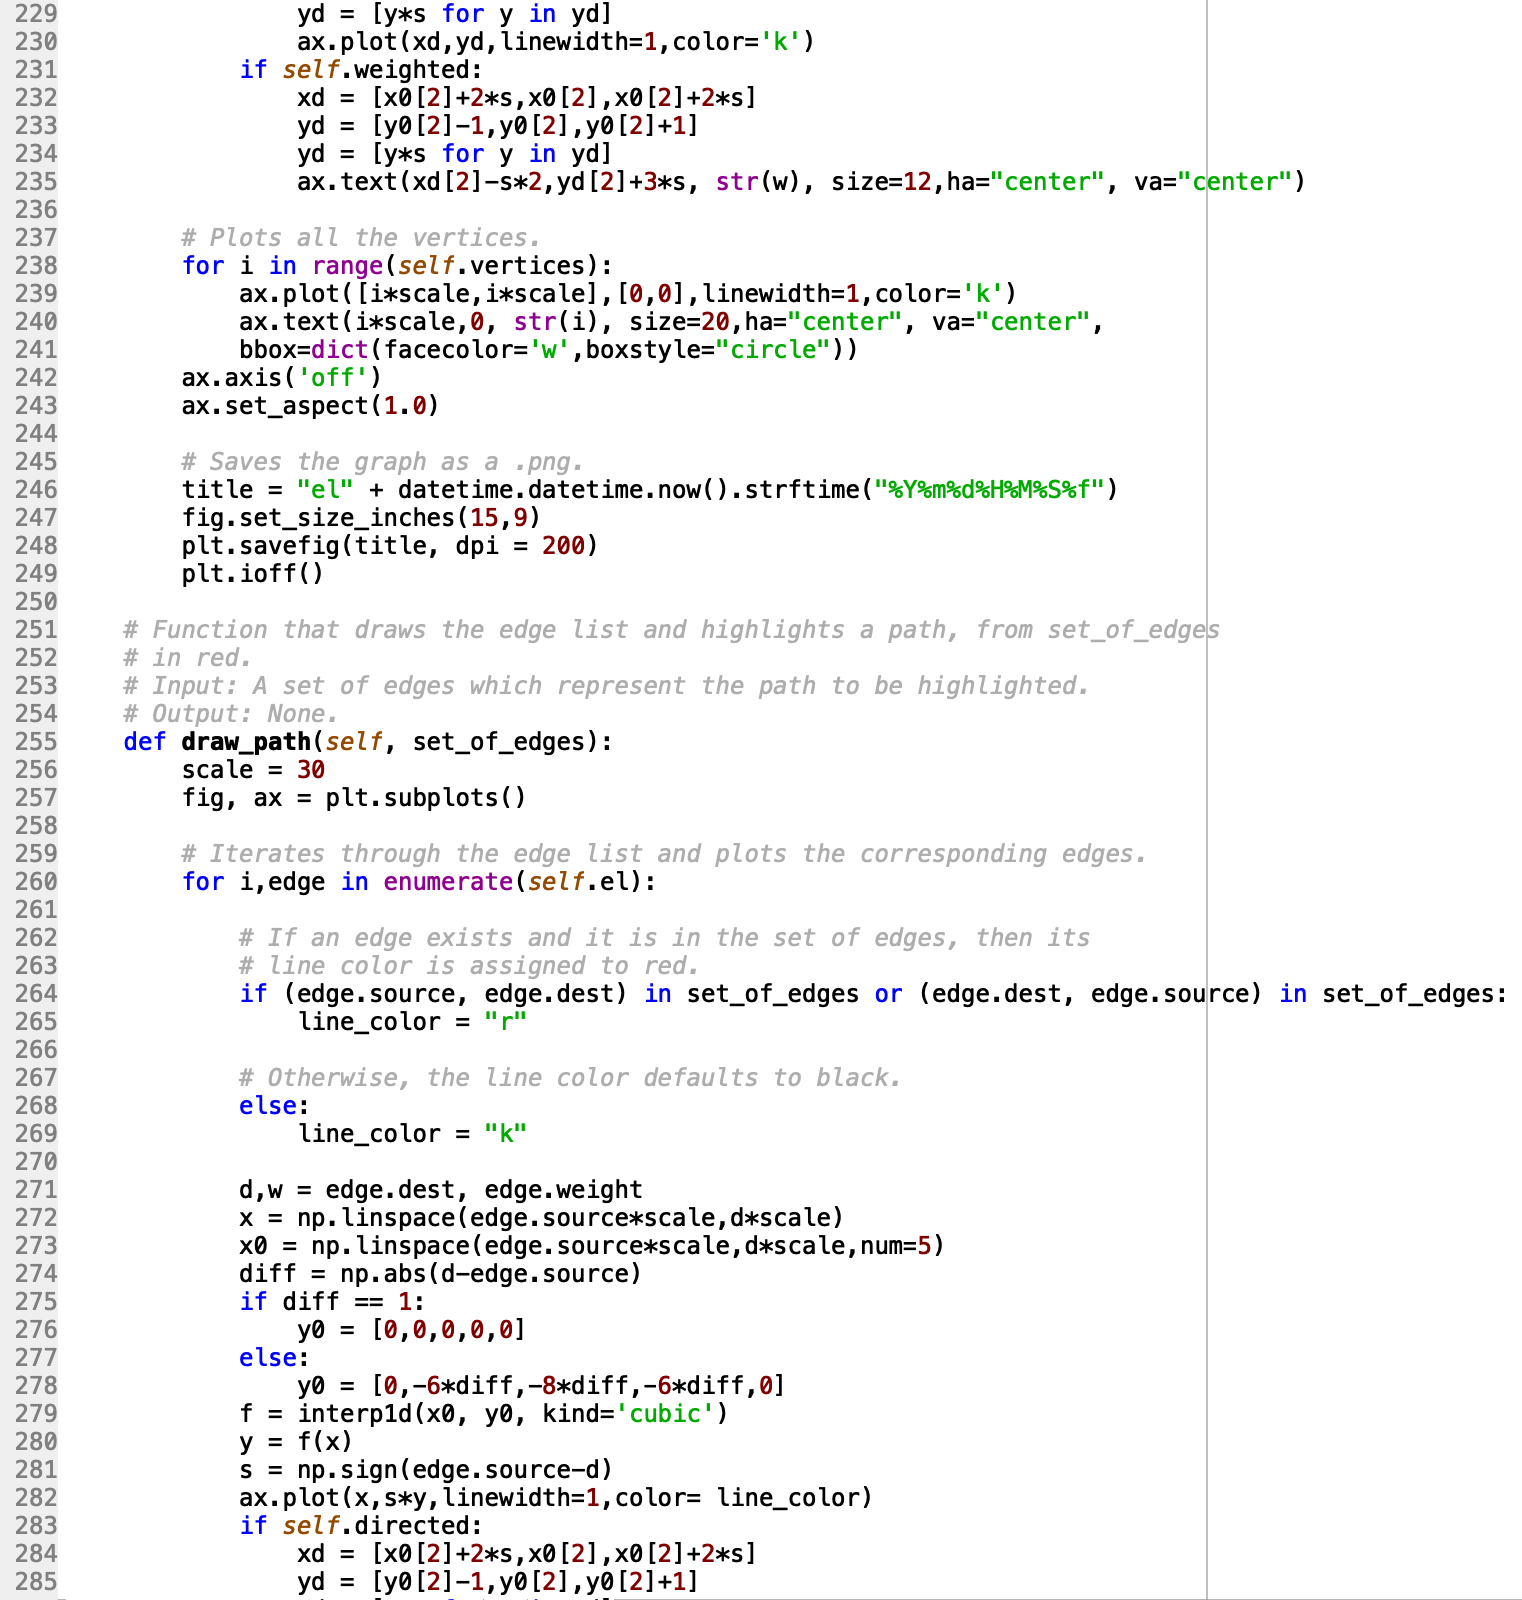 229                 yd = [y*s for y in yd]
230                 ax.plot(xd,yd,linewidth=1,color='k')
231             if self.weighted:
232                 xd = [x0[2]+2*s,x0[2],x0[2]+2*s]
233                 yd = [y0[2]-1,y0[2],y0[2]+1]
234                 yd = [y*s for y in yd]
235                 ax.text(xd[2]-s*2,yd[2]+3*s, str(w), size=12,ha="center", va="center")
236
237         # Plots all the vertices.
238         for i in range(self.vertices):
239             ax.plot([i*scale,i*scale],[0,0],linewidth=1,color='k')
240             ax.text(i*scale,0, str(i), size=20,ha="center", va="center",
241             bbox=dict(facecolor='w',boxstyle="circle"))
242         ax.axis('off')
243         ax.set_aspect(1.0)
244
245         # Saves the graph as a .png.
246         title = "el" + datetime.datetime.now().strftime("%Y%m%d%H%M%S%f")
247         fig.set_size_inches(15,9)
248         plt.savefig(title, dpi = 200)
249         plt.ioff()
250
251     # Function that draws the edge list and highlights a path, from set_of_edges
252     # in red.
253     # Input: A set of edges which represent the path to be highlighted.
254     # Output: None.
255     def draw_path(self, set_of_edges):
256         scale = 30
257         fig, ax = plt.subplots()
258
259         # Iterates through the edge list and plots the corresponding edges.
260         for i,edge in enumerate(self.el):
261
262             # If an edge exists and it is in the set of edges, then its
263             # line color is assigned to red.
264             if (edge.source, edge.dest) in set_of_edges or (edge.dest, edge.source) in set_of_edges:
265                 line_color = "r"
266
267             # Otherwise, the line color defaults to black.
268             else:
269                 line_color = "k"
270
271             d,w = edge.dest, edge.weight
272             x = np.linspace(edge.source*scale,d*scale)
273             x0 = np.linspace(edge.source*scale,d*scale,num=5)
274             diff = np.abs(d-edge.source)
275             if diff == 1:
276                 y0 = [0,0,0,0,0]
277             else:
278                 y0 = [0,-6*diff,-8*diff,-6*diff,0]
279             f = interp1d(x0, y0, kind='cubic')
280             y = f(x)
281             s = np.sign(edge.source-d)
282             ax.plot(x,s*y,linewidth=1,color= line_color)
283             if self.directed:
284                 xd = [x0[2]+2*s,x0[2],x0[2]+2*s]
285                 yd = [y0[2]-1,y0[2],y0[2]+1]